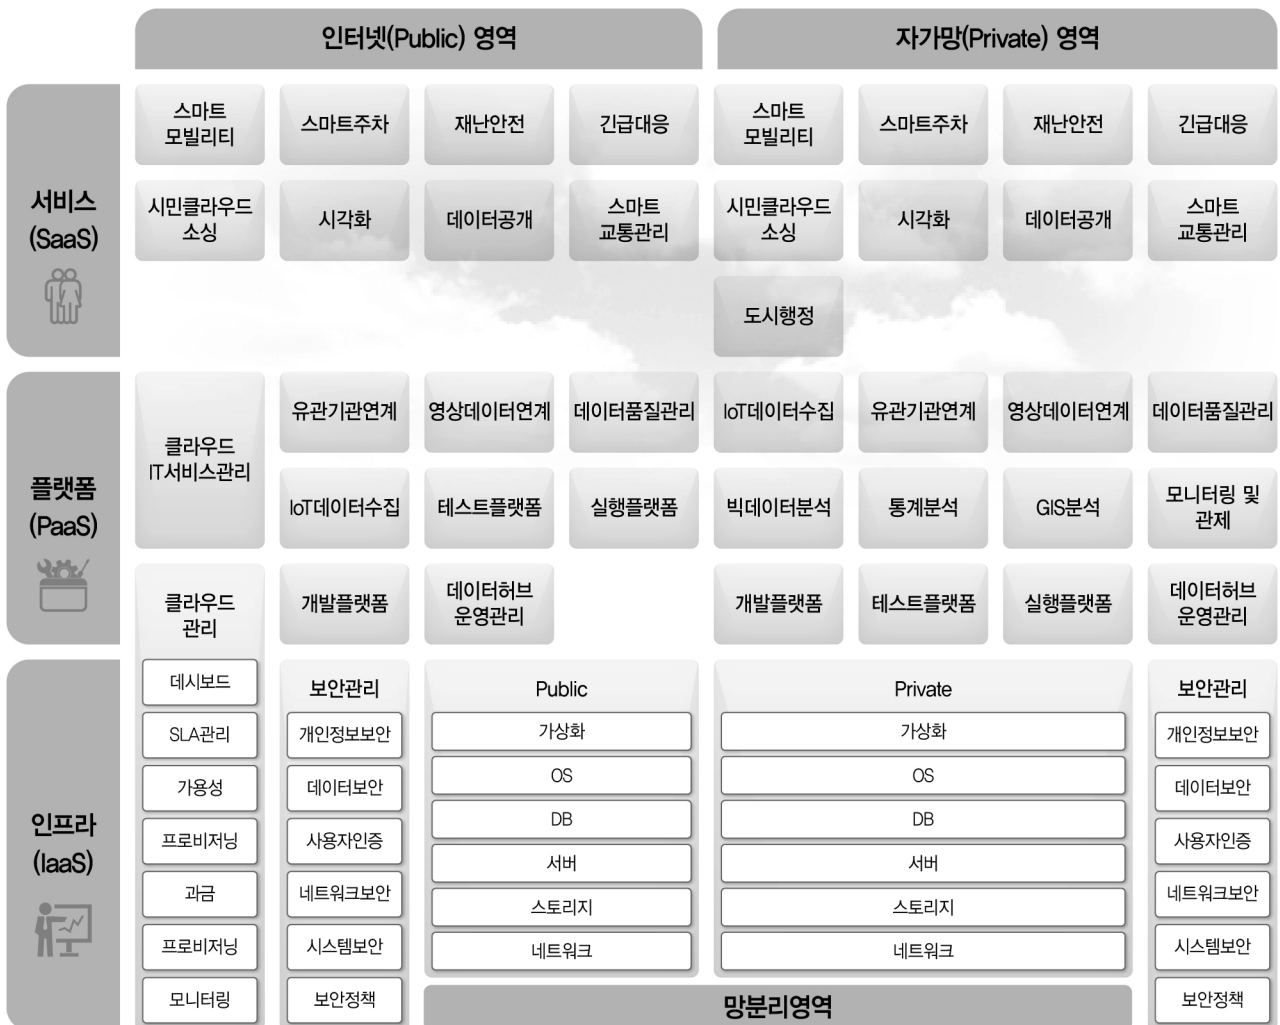 인터넷(Public) 영역
자가망(Private) 영역
서비스
(SaaS)
스마트
모빌리티
스마트주차
재난안전
긴급대응
스마트
모빌리티
스마트주차
재난안전
긴급대응
시민클라우드
소싱
시각화
데이터공개
스마트
교통관리
시민클라우드
소싱
시각화
데이터공개
스마트
교통관리
도시행정
플랫폼
(PaaS)
클라우드
IT서비스관리
유관기관연계
영상데이터연계
데이터품질관리
IoT데이터수집
유관기관연계
영상데이터연계
데이터품질관리
IoT데이터수집
테스트플랫폼
실행플랫폼
빅데이터분석
통계분석
GIS분석
모니터링 및
관제
클라우드
관리
개발플랫폼
데이터허브
운영관리
개발플랫폼
테스트플랫폼
실행플랫폼
데이터허브
운영관리
인프라
(IaaS)
데시보드
SLA관리
가용성
프로비저닝
과금
프로비저닝
모니터링
보안관리
개인정보보안
데이터보안
사용자인증
네트워크보안
시스템보안
보안정책
Public
가상화
OS
DB
서버
스토리지
네트워크
Private
가상화
OS
DB
서버
스토리지
네트워크
보안관리
개인정보보안
데이터보안
사용자인증
네트워크보안
시스템보안
보안정책
망분리영역